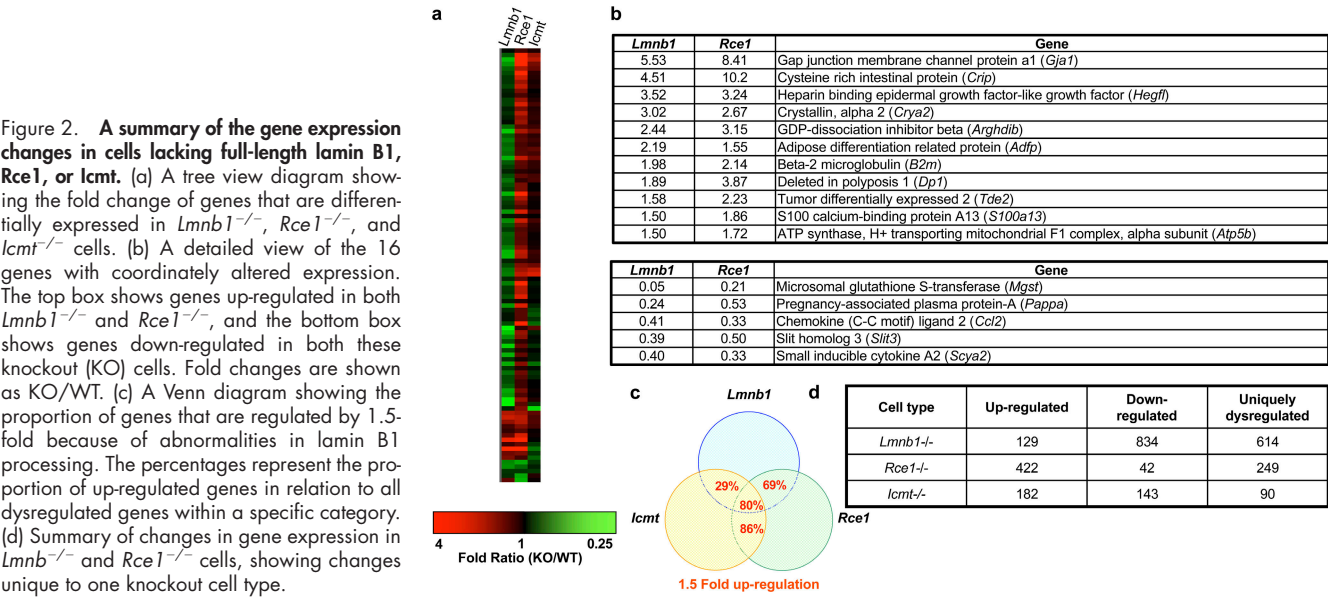 Figure 2. A summary of the gene expression
changes in cells lacking full-length lamin B1,
Rce1, or Icmt. (a) A tree view diagram show-
ing the fold change of genes that are differen-
tially expressed in Lmnb1−/−, Rce1−/−, and
Icmt−/− cells. (b) A detailed view of the 16
genes with coordinately altered expression.
The top box shows genes up-regulated in both
Lmnb1−/− and Rce1−/−, and the bottom box
shows genes down-regulated in both these
knockout (KO) cells. Fold changes are shown
as KO/WT. (c) A Venn diagram showing the
proportion of genes that are regulated by 1.5-
fold because of abnormalities in lamin B1
processing. The percentages represent the pro-
portion of up-regulated genes in relation to all
dysregulated genes within a specific category.
(d) Summary of changes in gene expression in
Lmnb−/− and Rce1−/− cells, showing changes
unique to one knockout cell type.
a
Lmnb1 Rce1 Icmt
4 1 0.25
Fold Ratio (KO/WT)
b
Lmnb1 Rce1 Gene
5.53 8.41 Gap junction membrane channel protein a1 (Gja1)
4.51 10.2 Cysteine rich intestinal protein (Crip)
3.52 3.24 Heparin binding epidermal growth factor-like growth factor (Hegfl)
3.02 2.67 Crystallin, alpha 2 (Crya2)
2.44 3.15 GDP-dissociation inhibitor beta (Arghdib)
2.19 1.55 Adipose differentiation related protein (Adfp)
1.98 2.14 Beta-2 microglobulin (B2m)
1.89 3.87 Deleted in polyposis 1 (Dp1)
1.58 2.23 Tumor differentially expressed 2 (Tde2)
1.50 1.86 S100 calcium-binding protein A13 (S100a13)
1.50 1.72 ATP synthase, H+ transporting mitochondrial F1 complex, alpha subunit (Atp5b)
Lmnb1 Rce1 Gene
0.05 0.21 Microsomal glutathione S-transferase (Mgst)
0.24 0.53 Pregnancy-associated plasma protein-A (Pappa)
0.41 0.33 Chemokine (C-C motif) ligand 2 (Ccl2)
0.39 0.50 Slit homolog 3 (Slit3)
0.40 0.33 Small inducible cytokine A2 (Scya2)
c
Lmnb1
29% 69%
80%
86%
Icmt Rce1
1.5 Fold up-regulation
d
Cell type Up-regulated Down-
regulated Uniquely
dysregulated
Lmnb1-/- 129 834 614
Rce1-/- 422 42 249
Icmt-/- 182 143 90